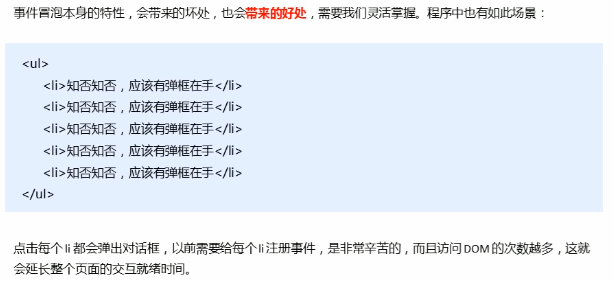 事件冒泡本身的特性，会带来的坏处，也会带来的好处，需要我们灵活掌握。程序中也有如此场景：
<ul>
<li>知否知否，应该有弹框在手</li>
<li>知否知否，应该有弹框在手</li>
<li>知否知否，应该有弹框在手</li>
<li>知否知否，应该有弹框在手</li>
<li>知否知否，应该有弹框在手</li>
</ul>
点击每个 li 都会弹出对话框，以前需要给每个 li 注册事件，是非常辛苦的，而且访问 DOM 的次数越多，这就
会延长整个页面的交互就绪时间。